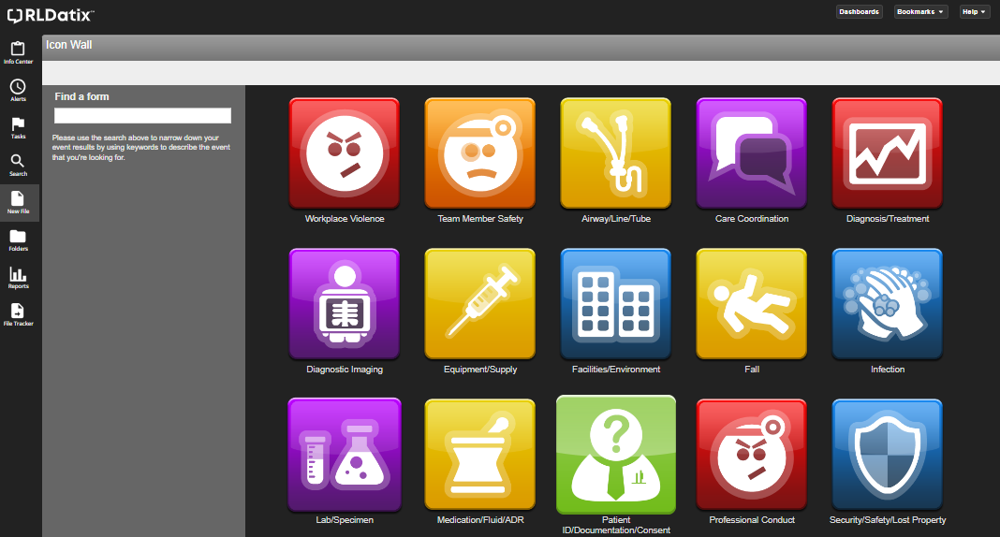 RLDatix™
Dashboards
Bookmarks
Help
Icon Wall
Info Center
Alerts
Tasks
Search
New File
Folders
Reports
File Tracker
Find a form
Please use the search above to narrow down your
event results by using keywords to describe the event
that you're looking for.
Workplace Violence
Team Member Safety
Airway/Line/Tube
Care Coordination
Diagnosis/Treatment
Diagnostic Imaging
Equipment/Supply
Facilities/Environment
Fall
Infection
Lab/Specimen
Medication/Fluid/ADR
Patient
ID/Documentation/Consent
Professional Conduct
Security/Safety/Lost Property